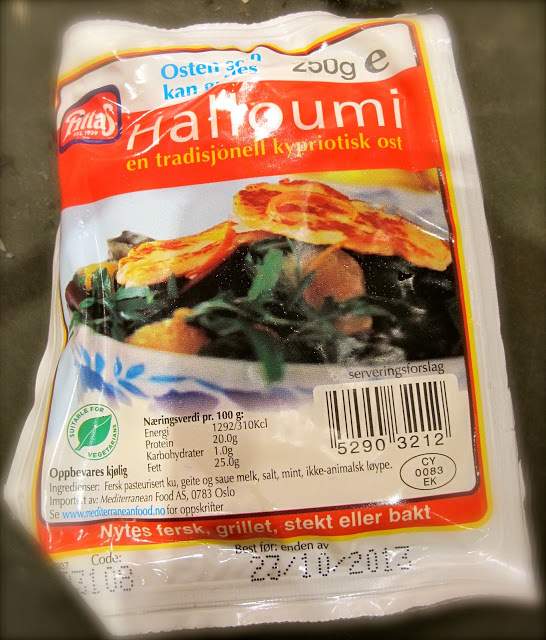 Osten som
kan grilles
250g e
PittaS
Halloumi
en tradisjonell kypriotisk ost
serveringsforslag
SUITABLE FOR
VEGETARIANS
Næringsverdi pr. 100 g:
Energi 1292/310Kcl
Protein 20.0g
Karbohydrater 1.0g
Fett 25.0g
5290 3212
CY
0083
EK
Oppbevares kjølig
Ingredienser: Fersk pasteurisert ku, geite og saue melk, salt, mint, ikke-animalsk løype.
Importert av: Mediterranean Food AS, 0783 Oslo
Se www.mediterraneanfood.no for oppskrifter
Nytes fersk, grillet, stekt eller bakt
Code:
Best før: enden av
23/10/2013